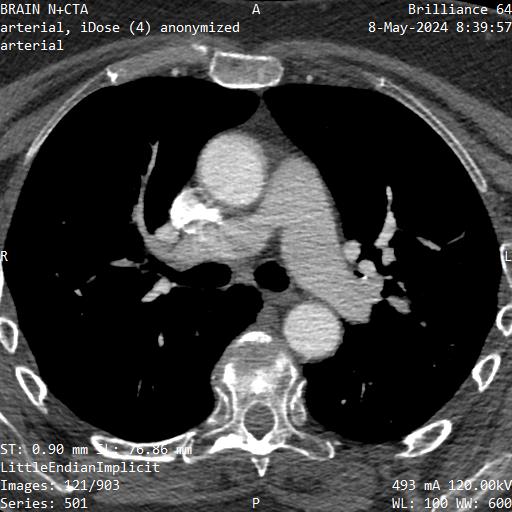 BRAIN N+CTA
A
Brilliance 64
arterial, iDose (4) anonymized
8-May-2024 8:39:57
arterial
R
L
ST: 0.90 mm SL: 76.86 mm
LittleEndianImplicit
Images: 121/903
493 mA 120.00kV
Series: 501
P
WL: 100 WW: 600